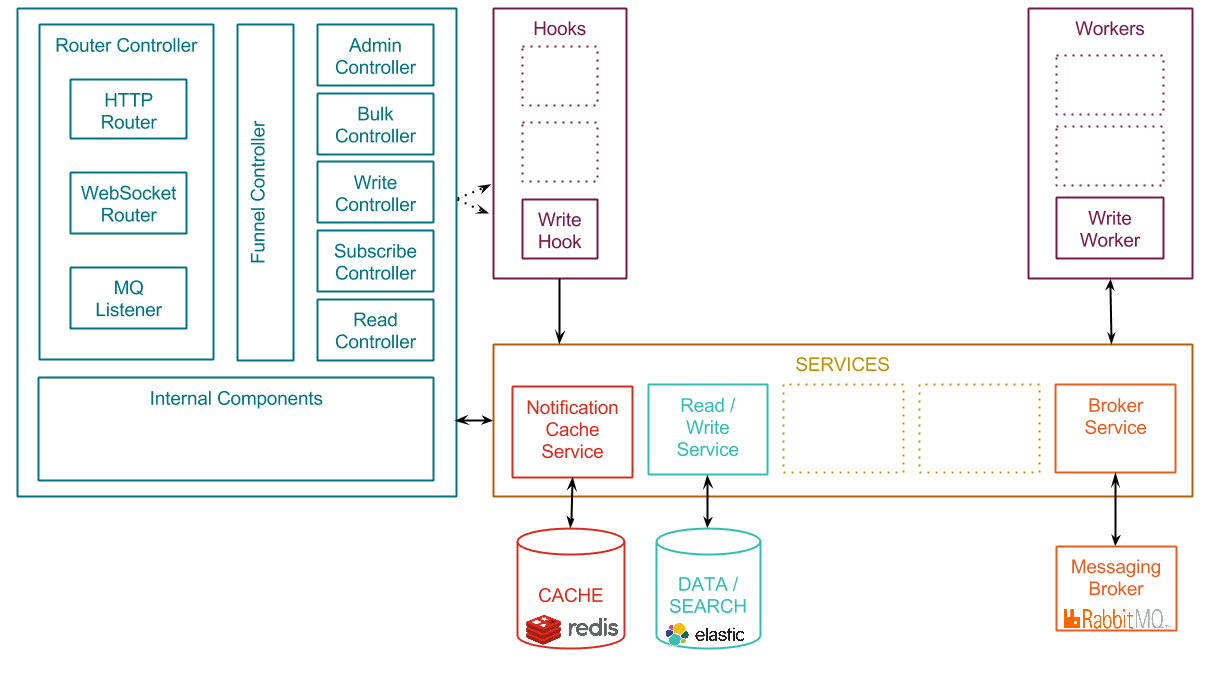 Router Controller
HTTP
Router
WebSocket
Router
MQ
Listener
Funnel Controller
Admin
Controller
Bulk
Controller
Write
Controller
Subscribe
Controller
Read
Controller
Internal Components
Hooks
Write
Hook
Workers
Write
Worker
SERVICES
Notification
Cache
Service
Read /
Write
Service
Broker
Service
CACHE
redis
DATA /
SEARCH
elastic
Messaging
Broker
RabbitMQ